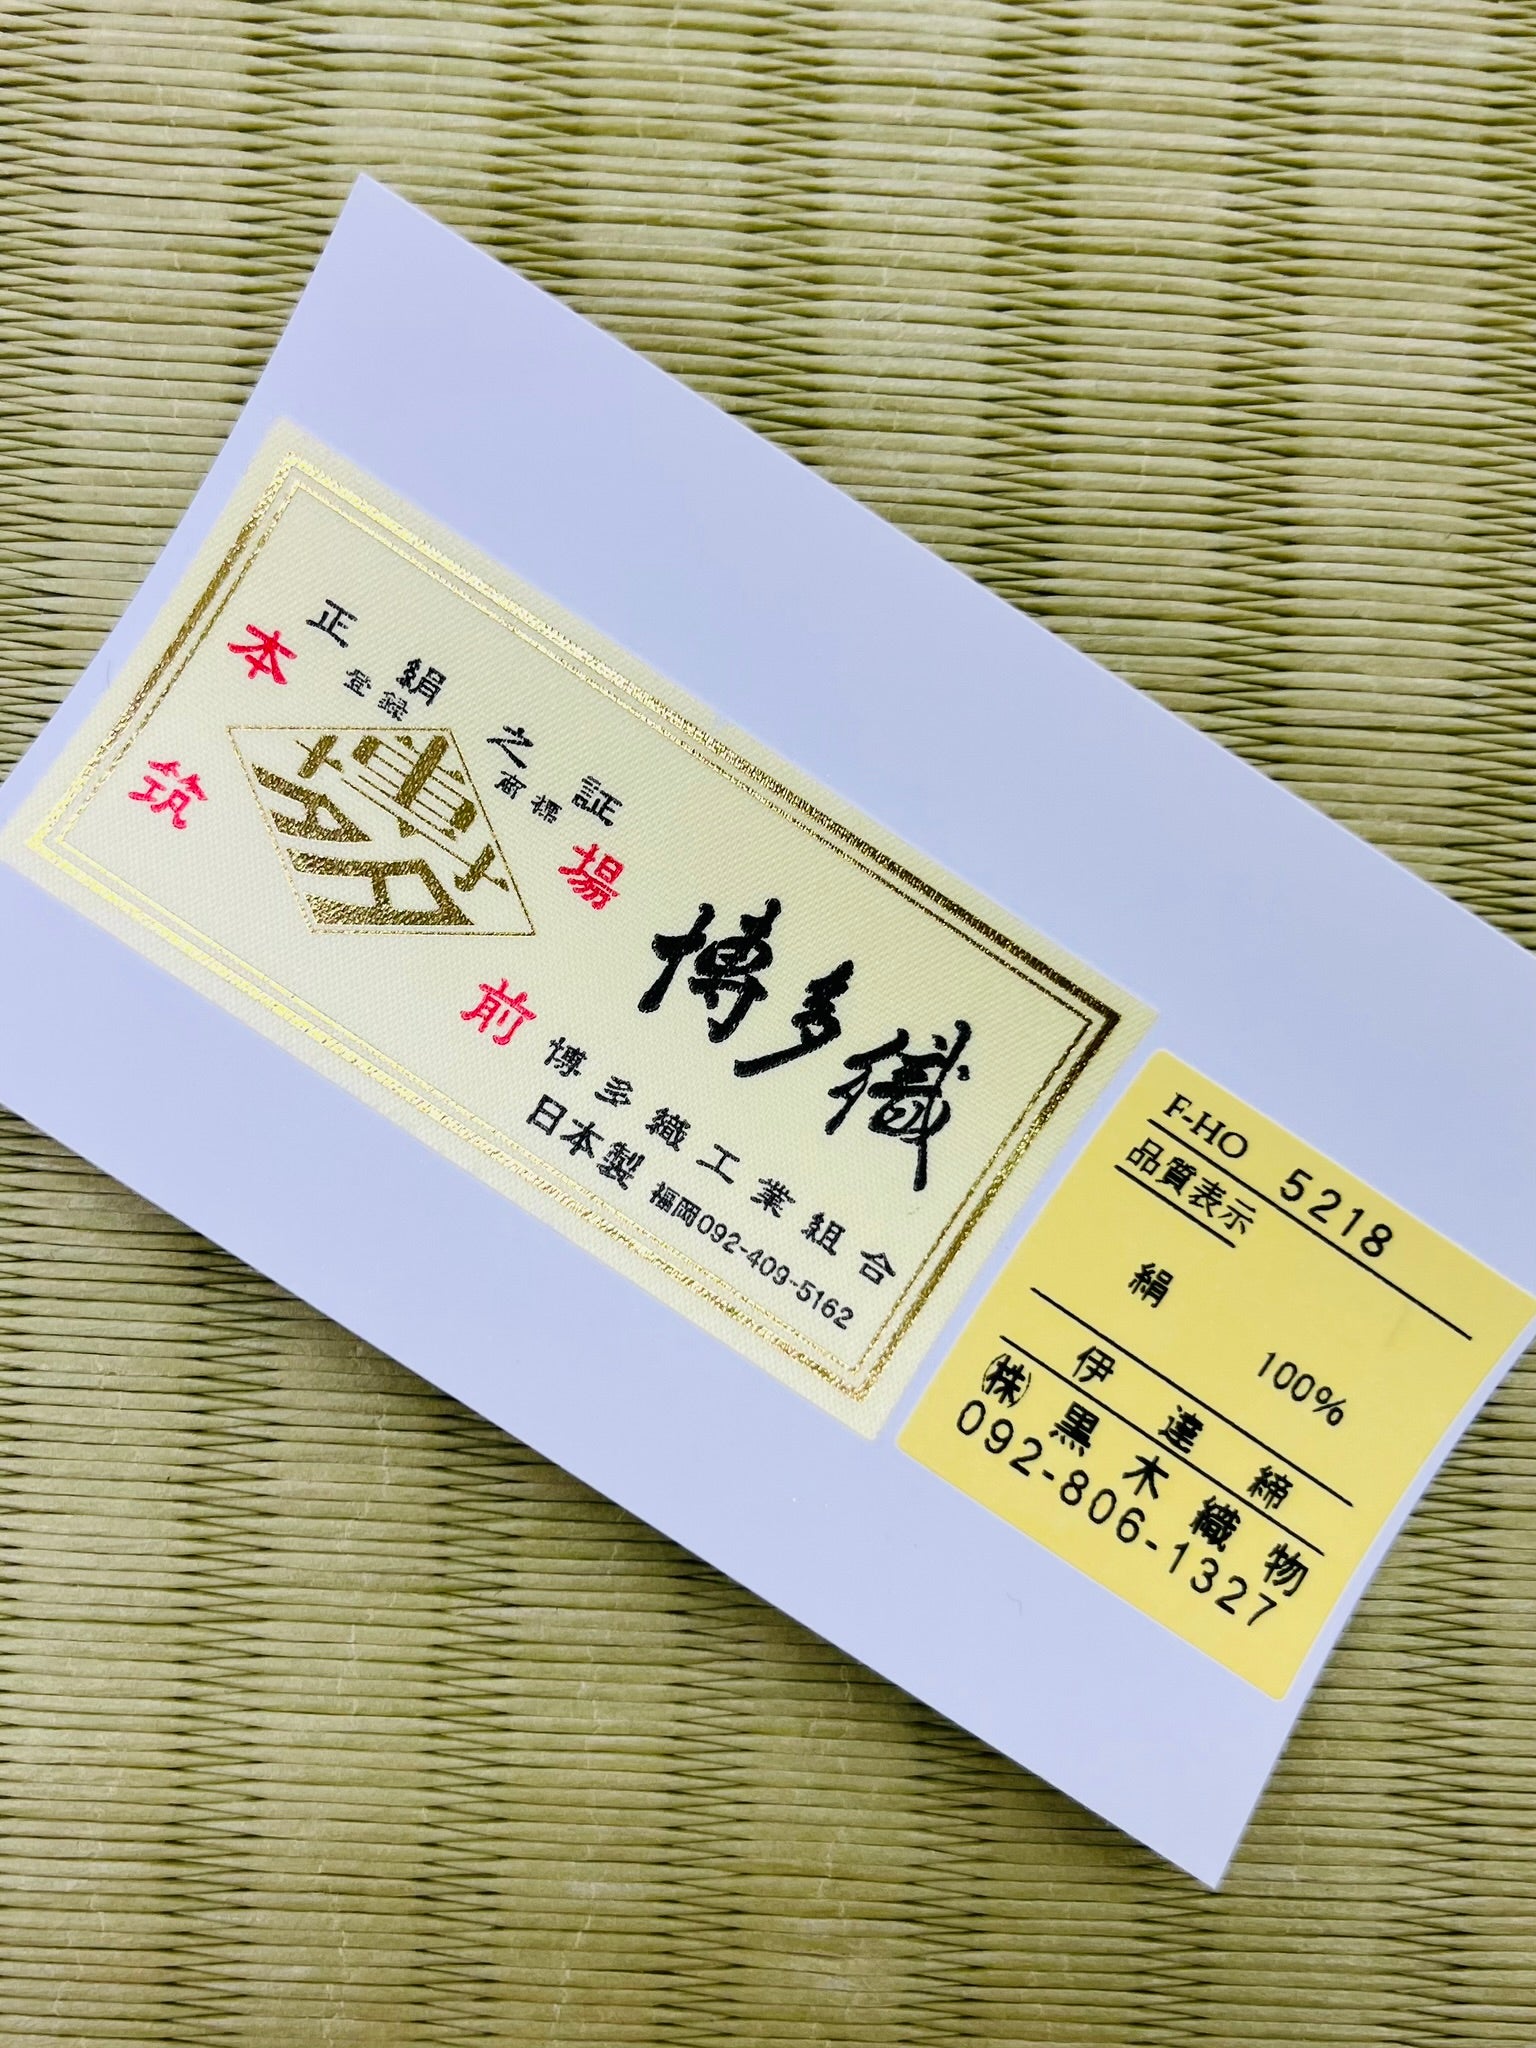 正絹之証
登録商標
本場
筑前
博多織
博多織工業組合
日本製 福岡092-409-5162
F-HO 5218
品質表示
絹 100%
伊達締
(株)黒木織物
092-806-1327